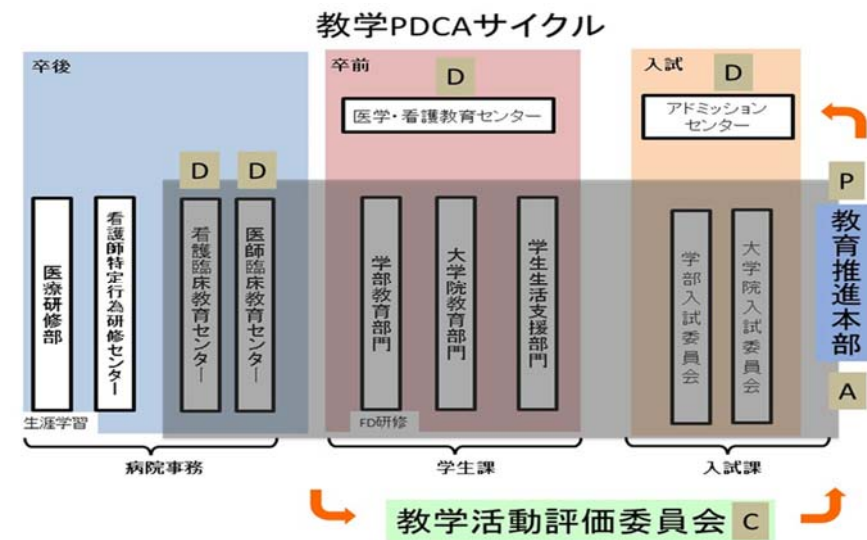 教学PDCAサイクル
卒後
卒前
入試
D
D
医学・看護教育センター
アドミッション
センター
D
D
P
医療研修部
看護師特定行為研修センター
看護臨床教育センター
医師臨床教育センター
学部教育部門
大学院教育部門
学生生活支援部門
学部入試委員会
大学院入試委員会
教育推進本部
A
生涯学習
FD研修
病院事務
学生課
入試課
教学活動評価委員会
C